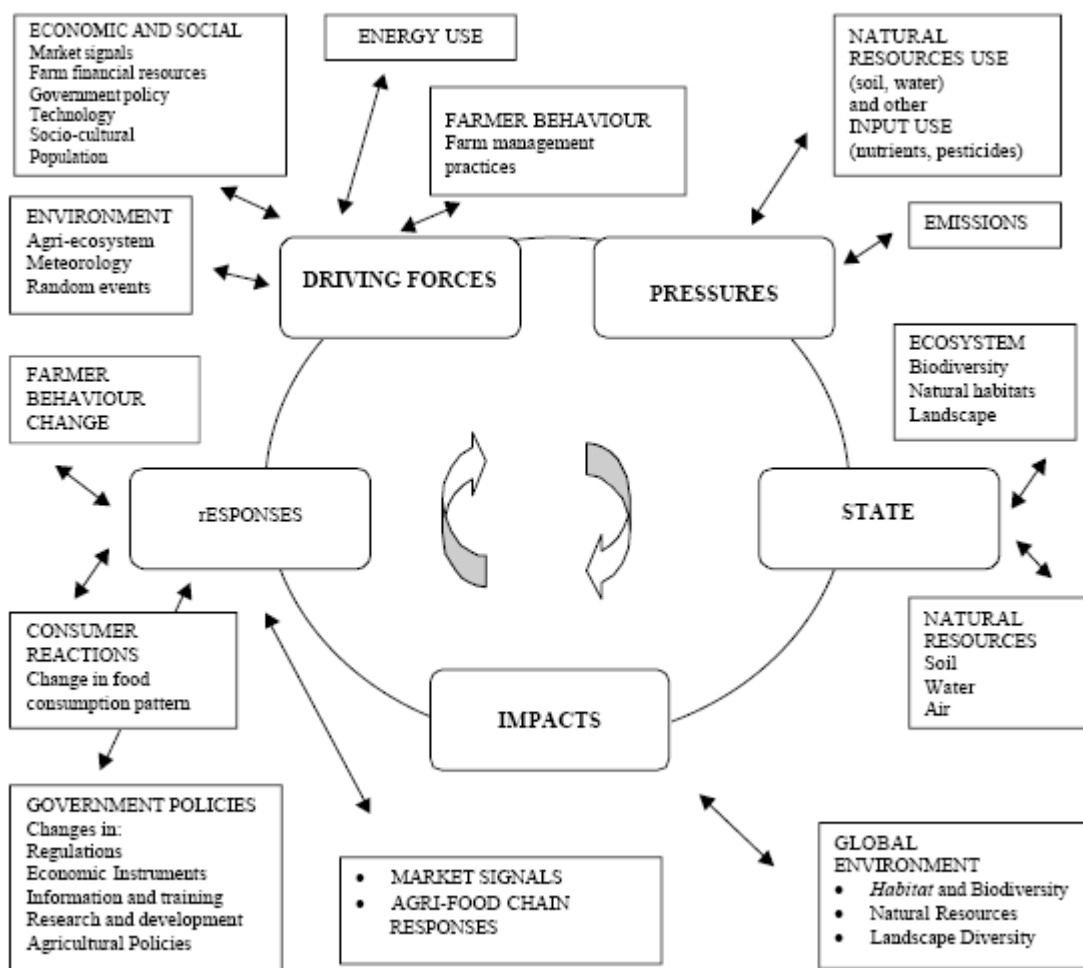 ECONOMIC AND SOCIAL
Market signals
Farm financial resources
Government policy
Technology
Socio-cultural
Population
ENERGY USE
FARMER BEHAVIOUR
Farm management
practices
NATURAL
RESOURCES USE
(soil, water)
and other
INPUT USE
(nutrients, pesticides)
ENVIRONMENT
Agri-ecosystem
Meteorology
Random events
EMISSIONS
DRIVING FORCES
PRESSURES
FARMER
BEHAVIOUR
CHANGE
ECOSYSTEM
Biodiversity
Natural habitats
Landscape
rESPONSES
STATE
CONSUMER
REACTIONS
Change in food
consumption pattern
NATURAL
RESOURCES
Soil
Water
Air
IMPACTS
GOVERNMENT POLICIES
Changes in:
Regulations
Economic Instruments
Information and training
Research and development
Agricultural Policies
• MARKET SIGNALS
• AGRI-FOOD CHAIN
RESPONSES
GLOBAL
ENVIRONMENT
• Habitat and Biodiversity
• Natural Resources
• Landscape Diversity